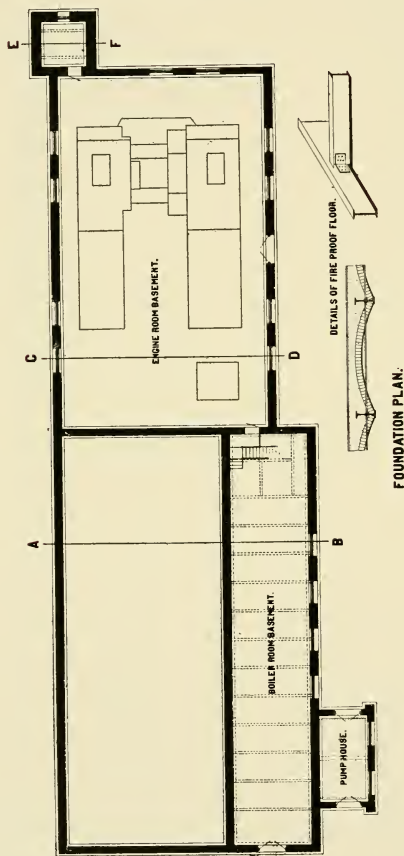 E
F
C
ENGINE ROOM BASEMENT.
D
DETAILS OF FIRE PROOF FLOOR.
A
B
BOILER ROOM BASEMENT.
PUMP HOUSE.
FOUNDATION PLAN.